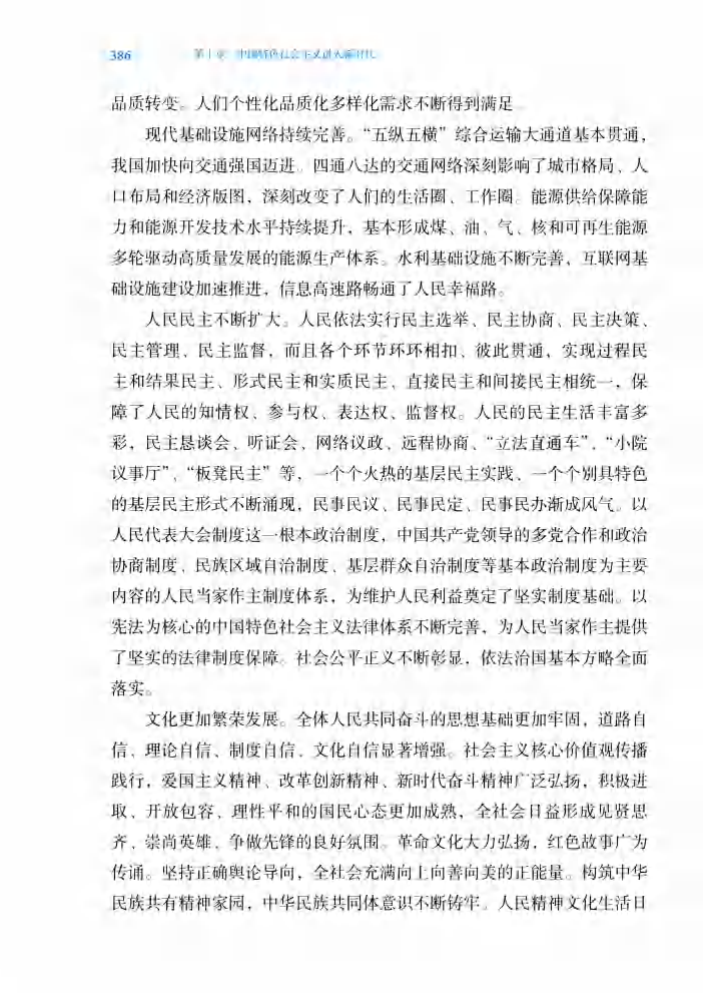 386 第十章 中国特色社会主义进入新时代
品质转变。人们个性化品质化多样化需求不断得到满足
现代基础设施网络持续完善。“五纵五横”综合运输大通道基本贯通，
我国加快向交通强国迈进。四通八达的交通网络深刻影响了城市格局、人
口布局和经济版图，深刻改变了人们的生活圈、工作圈。能源供给保障能
力和能源开发技术水平持续提升，基本形成煤、油、气、核和可再生能源
多轮驱动高质量发展的能源生产体系。水利基础设施不断完善，互联网基
础设施建设加速推进，信息高速路畅通了人民幸福路。
人民民主不断扩大。人民依法实行民主选举、民主协商、民主决策、
民主管理、民主监督，而且各个环节环环相扣、彼此贯通，实现过程民
主和结果民主、形式民主和实质民主、直接民主和间接民主相统一，保
障了人民的知情权、参与权、表达权、监督权。人民的民主生活丰富多
彩，民主恳谈会、听证会、网络议政、远程协商、“立法直通车”、“小院
议事厅”、“板凳民主”等，一个个火热的基层民主实践、一个个别具特色
的基层民主形式不断涌现，民事民议、民事民定、民事民办渐成风气。以
人民代表大会制度这一根本政治制度，中国共产党领导的多党合作和政治
协商制度、民族区域自治制度、基层群众自治制度等基本政治制度为主要
内容的人民当家作主制度体系，为维护人民利益奠定了坚实制度基础。以
宪法为核心的中国特色社会主义法律体系不断完善，为人民当家作主提供
了坚实的法律制度保障。社会公平正义不断彰显，依法治国基本方略全面
落实。
文化更加繁荣发展。全体人民共同奋斗的思想基础更加牢固，道路自
信、理论自信、制度自信、文化自信显著增强。社会主义核心价值观传播
践行，爱国主义精神、改革创新精神、新时代奋斗精神广泛弘扬，积极进
取、开放包容、理性平和的国民心态更加成熟，全社会日益形成见贤思
齐、崇尚英雄、争做先锋的良好氛围。革命文化大力弘扬，红色故事广为
传诵。坚持正确舆论导向，全社会充满向上向善向美的正能量。构筑中华
民族共有精神家园，中华民族共同体意识不断铸牢。人民精神文化生活日